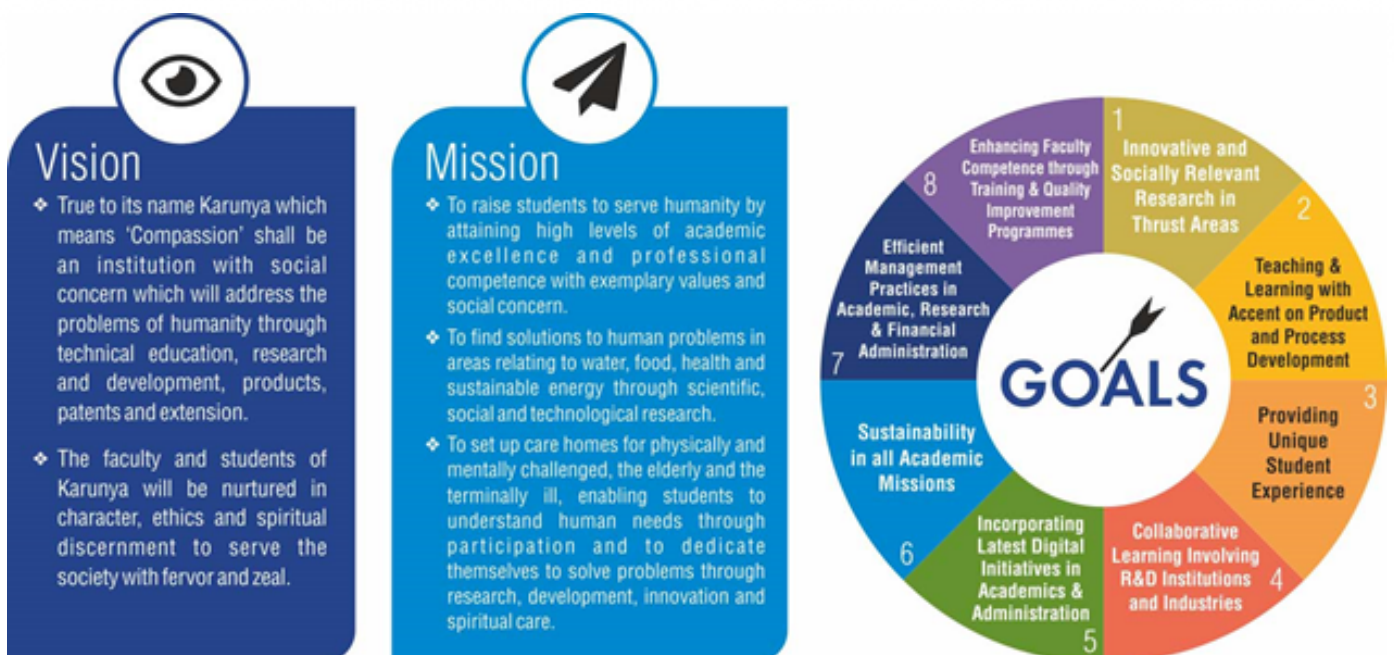 Vision
❖ True to its name Karunya which
means ‘Compassion’ shall be
an institution with social
concern which will address the
problems of humanity through
technical education, research
and development, products,
patents and extension.
❖ The faculty and students of
Karunya will be nurtured in
character, ethics and spiritual
discernment to serve the
society with fervor and zeal.
Mission
❖ To raise students to serve humanity by
attaining high levels of academic
excellence and professional
competence with exemplary values and
social concern.
❖ To find solutions to human problems in
areas relating to water, food, health and
sustainable energy through scientific,
social and technological research.
❖ To set up care homes for physically and
mentally challenged, the elderly and the
terminally ill, enabling students to
understand human needs through
participation and to dedicate
themselves to solve problems through
research, development, innovation and
spiritual care.
GOALS
1
Innovative and
Socially Relevant
Research in
Thrust Areas
2
Teaching &
Learning with
Accent on Product
and Process
Development
3
Providing
Unique
Student
Experience
4
Collaborative
Learning Involving
R&D Institutions
and Industries
5
Incorporating
Latest Digital
Initiatives in
Academics &
Administration
6
Sustainability
in all Academic
Missions
7
Efficient
Management
Practices in
Academic, Research
& Financial
Administration
8
Enhancing Faculty
Competence through
Training & Quality
Improvement
Programmes